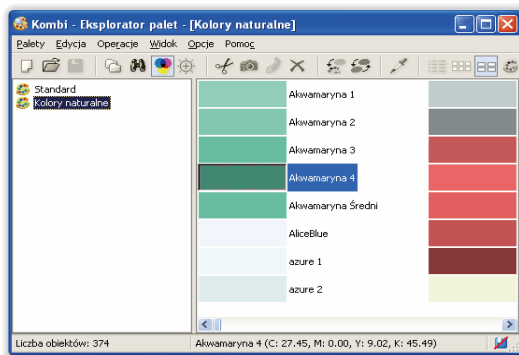 Kombi - Eksplorator palet - [Kolory naturalne]
Palety Edycja Operacje Widok Opcje Pomoc
Standard
Kolory naturalne
Akwamaryna 1
Akwamaryna 2
Akwamaryna 3
Akwamaryna 4
Akwamaryna Średni
AliceBlue
azure 1
azure 2
Liczba obiektów: 374
Akwamaryna 4 (C: 27.45, M: 0.00, Y: 9.02, K: 45.49)